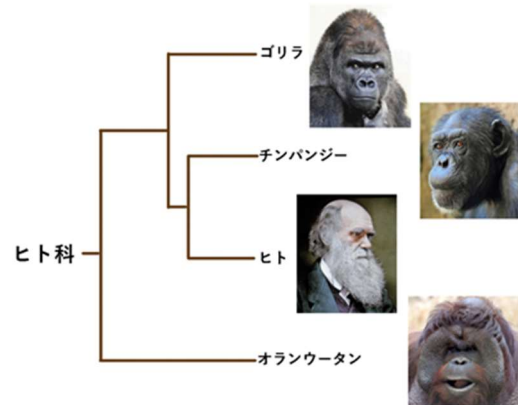 ゴリラ
チンパンジー
ヒト科
ヒト
オランウータン